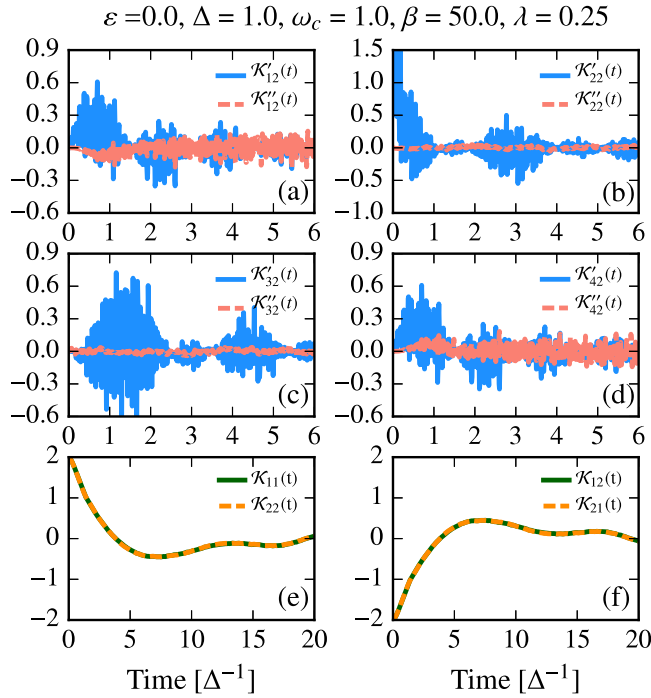 ε =0.0, Δ = 1.0, ω_c = 1.0, β = 50.0, λ = 0.25
0.9
0.6
0.3
0.0
−0.3
−0.6
0 1 2 3 4 5 6
𝒦′₁₂(t)
𝒦′′₁₂(t)
(a)
1.5
1.0
0.5
0.0
−0.5
−1.0
0 1 2 3 4 5 6
𝒦′₂₂(t)
𝒦′′₂₂(t)
(b)
0.9
0.6
0.3
0.0
−0.3
−0.6
0 1 2 3 4 5 6
𝒦′₃₂(t)
𝒦′′₃₂(t)
(c)
0.9
0.6
0.3
0.0
−0.3
−0.6
0 1 2 3 4 5 6
𝒦′₄₂(t)
𝒦′′₄₂(t)
(d)
2
1
0
−1
−2
0 5 10 15 20
𝒦₁₁(t)
𝒦₂₂(t)
(e)
Time [Δ⁻¹]
2
1
0
−1
−2
0 5 10 15 20
𝒦₁₂(t)
𝒦₂₁(t)
(f)
Time [Δ⁻¹]